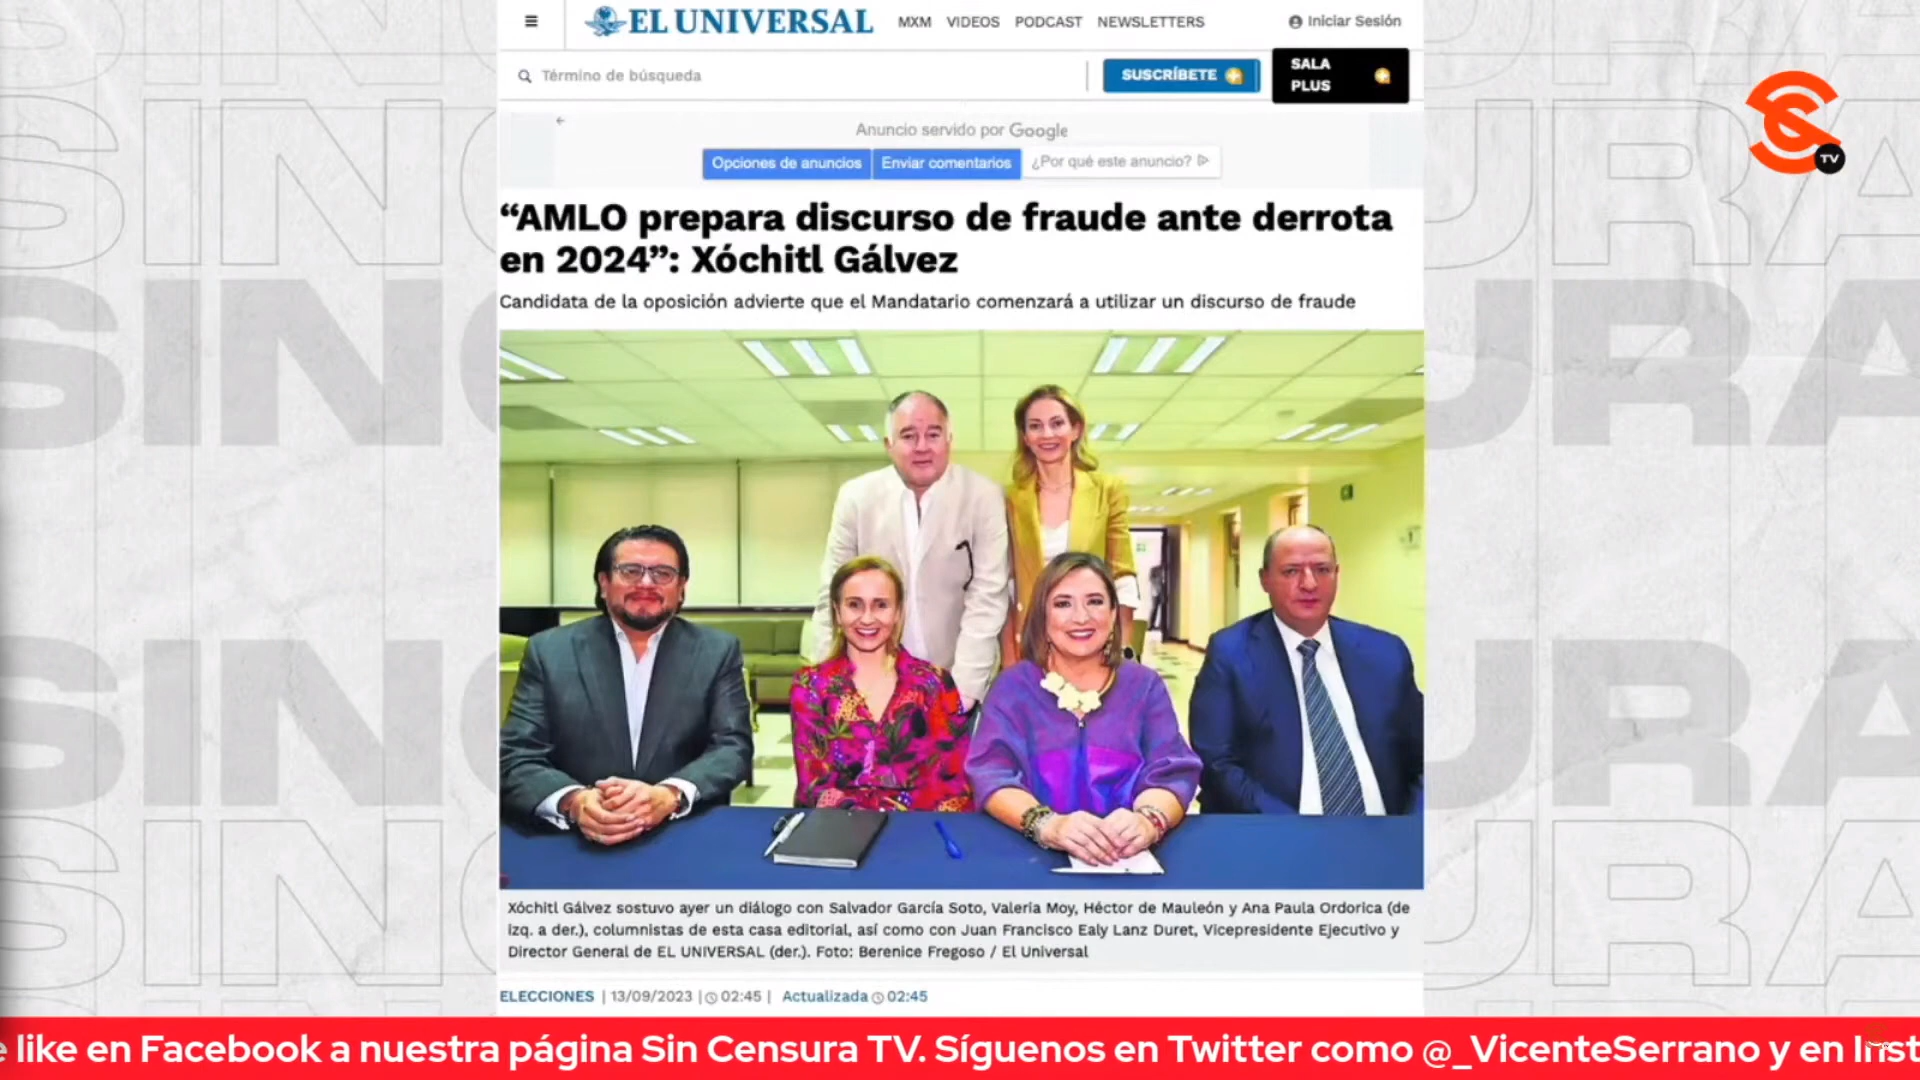 EL UNIVERSAL
MXM VIDEOS PODCAST NEWSLETTERS
Iniciar Sesión
Término de búsqueda
SUSCRÍBETE
SALA
PLUS
TV
Anuncio servido por Google
Opciones de anuncios Enviar comentarios ¿Por qué este anuncio?
“AMLO prepara discurso de fraude ante derrota
en 2024”: Xóchitl Gálvez
Candidata de la oposición advierte que el Mandatario comenzará a utilizar un discurso de fraude
Xóchitl Gálvez sostuvo ayer un diálogo con Salvador García Soto, Valeria Moy, Héctor de Mauleón y Ana Paula Ordorica (de
izq. a der.), columnistas de esta casa editorial, así como con Juan Francisco Ealy Lanz Duret, Vicepresidente Ejecutivo y
Director General de EL UNIVERSAL (der.). Foto: Berenice Fregoso / El Universal
ELECCIONES | 13/09/2023 | 02:45 | Actualizada 02:45
e like en Facebook a nuestra página Sin Censura TV. Síguenos en Twitter como @_VicenteSerrano y en Inst